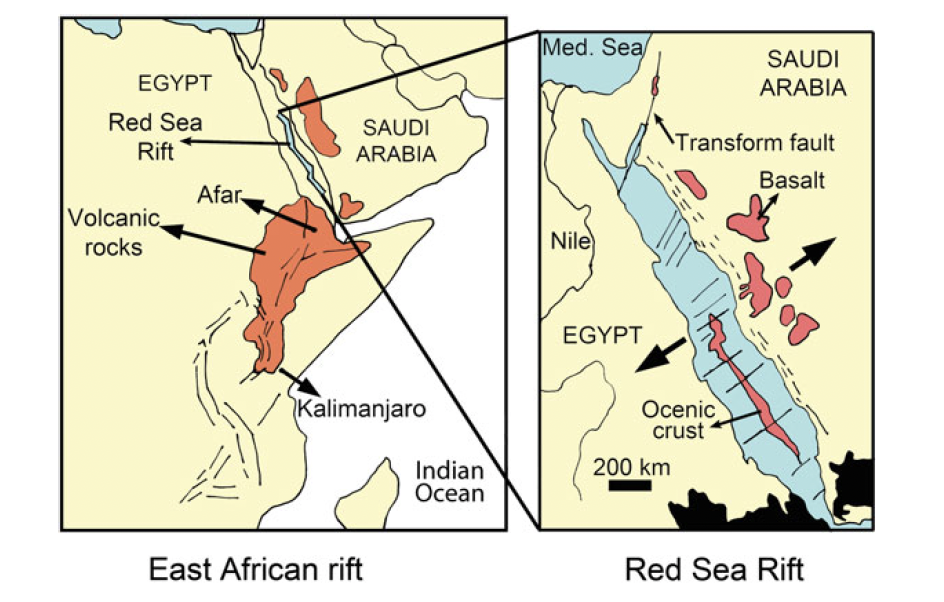 EGYPT
Red Sea
Rift
SAUDI
ARABIA
Afar
Volcanic
rocks
Kalimanjaro
Indian
Ocean
East African rift
Med. Sea
SAUDI
ARABIA
Transform fault
Basalt
Nile
EGYPT
Ocenic
crust
200 km
Red Sea Rift